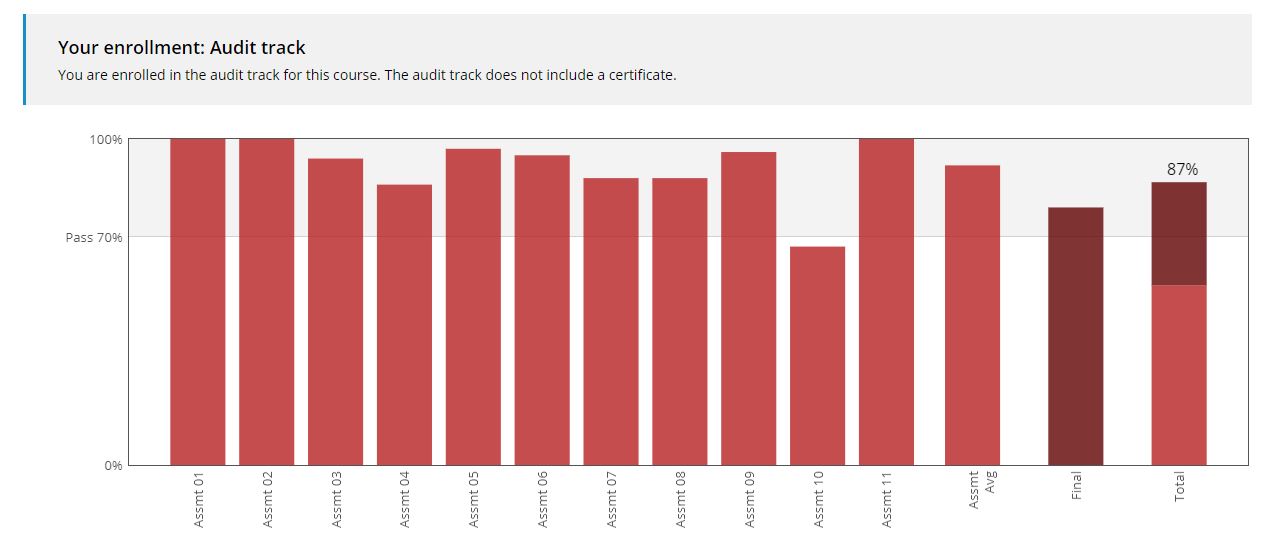 Your enrollment: Audit track
You are enrolled in the audit track for this course. The audit track does not include a certificate.
100%
87%
Pass 70%
0%
Assmt 01
Assmt 02
Assmt 03
Assmt 04
Assmt 05
Assmt 06
Assmt 07
Assmt 08
Assmt 09
Assmt 10
Assmt 11
Assmt
Avg
Final
Total